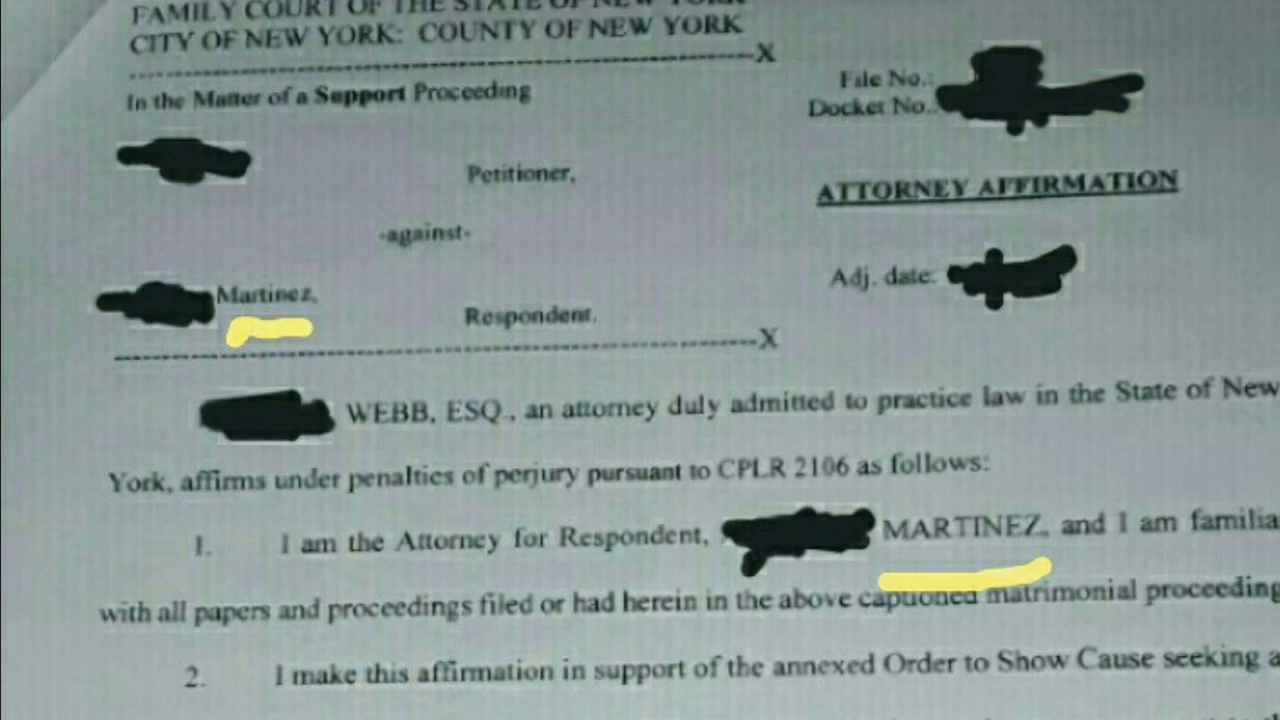 FAMILY COURT OF THE STATE OF NEW YORK
CITY OF NEW YORK: COUNTY OF NEW YORK
---------------------------------------------------------------X
In the Matter of a Support Proceeding
File No.:
Docket No.:
Petitioner,
ATTORNEY AFFIRMATION
-against-
Adj. date:
Martinez,
Respondent.
---------------------------------------------------------------X
WEBB, ESQ., an attorney duly admitted to practice law in the State of New
York, affirms under penalties of perjury pursuant to CPLR 2106 as follows:
1. I am the Attorney for Respondent, MARTINEZ, and I am familia
with all papers and proceedings filed or had herein in the above captioned matrimonial proceeding
2. I make this affirmation in support of the annexed Order to Show Cause seeking a